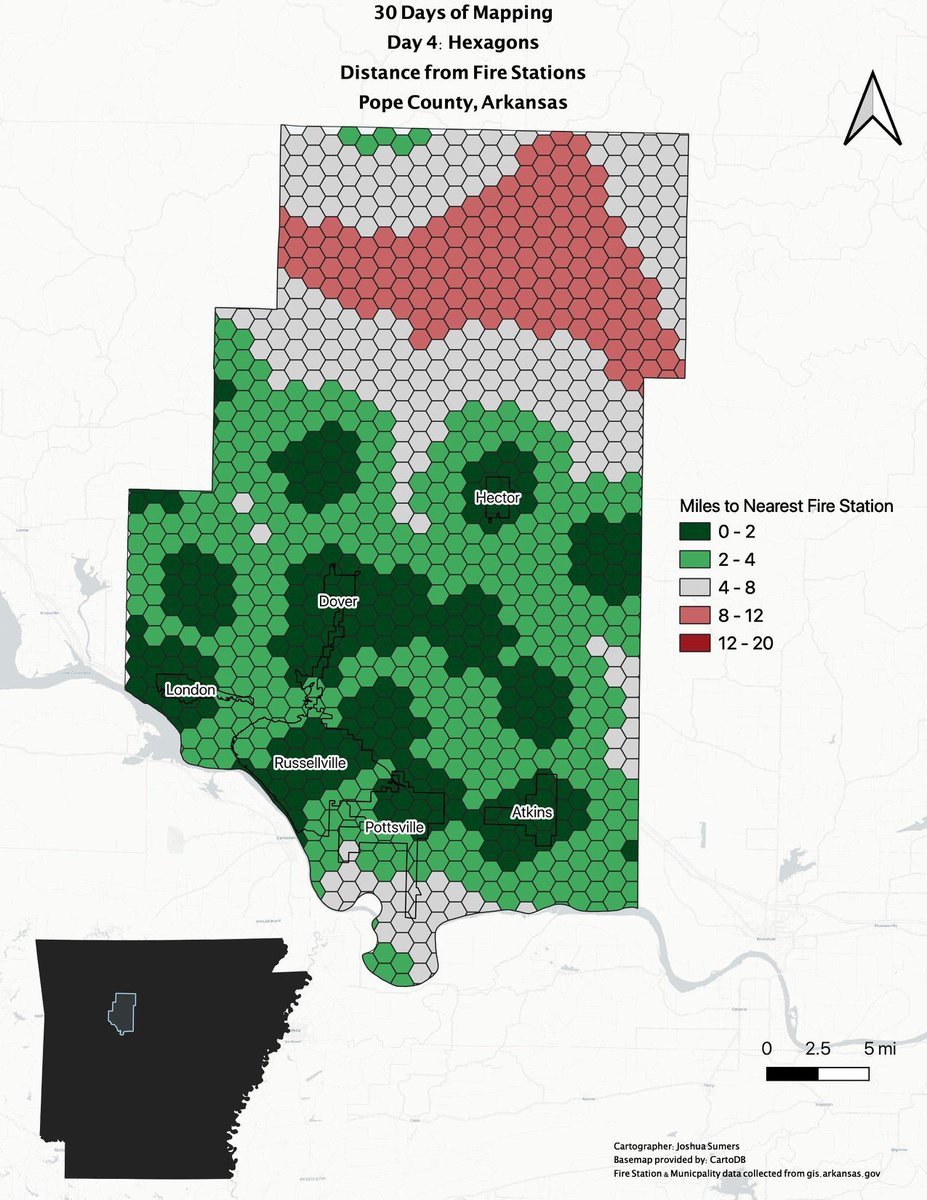 30 Days of Mapping
Day 4: Hexagons
Distance from Fire Stations
Pope County, Arkansas
Hector
Miles to Nearest Fire Station
0 - 2
2 - 4
4 - 8
8 - 12
12 - 20
Dover
London
Russellville
Atkins
Pottsville
0 2.5 5 mi
Cartographer: Joshua Sumers
Basemap provided by: CartoDB
Fire Station & Municpality data collected from gis.arkansas.gov